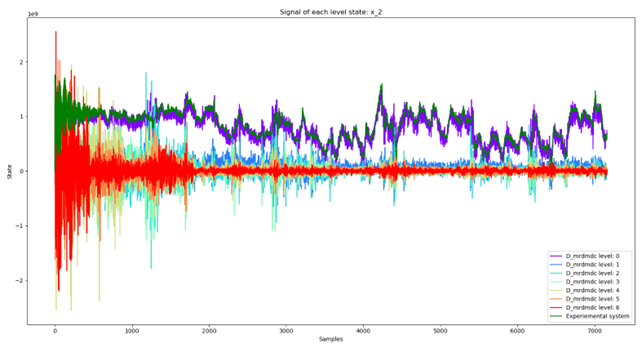 Signal of each level state: x_2
1e9
2
1
0
−1
−2
State
0
1000
2000
3000
4000
5000
6000
7000
Samples
D_mrdmdc level: 0
D_mrdmdc level: 1
D_mrdmdc level: 2
D_mrdmdc level: 3
D_mrdmdc level: 4
D_mrdmdc level: 5
D_mrdmdc level: 6
Experiemental system